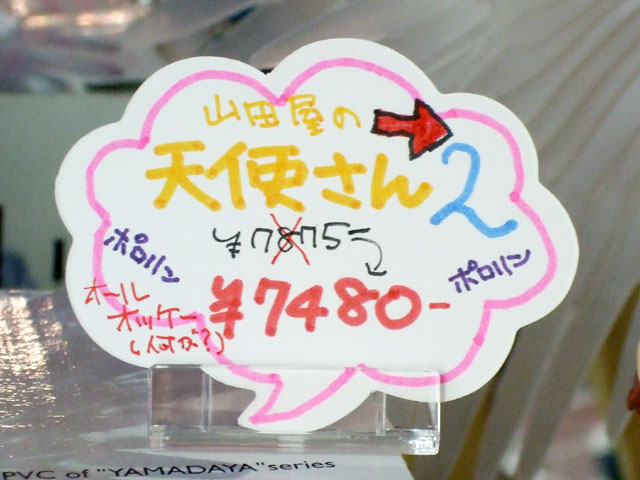 山田屋の
天使さん2
¥7875
¥7480-
ポロリン
ポロリン
オール
オッケー
(何が?)
PVC of "YAMADAYA"series